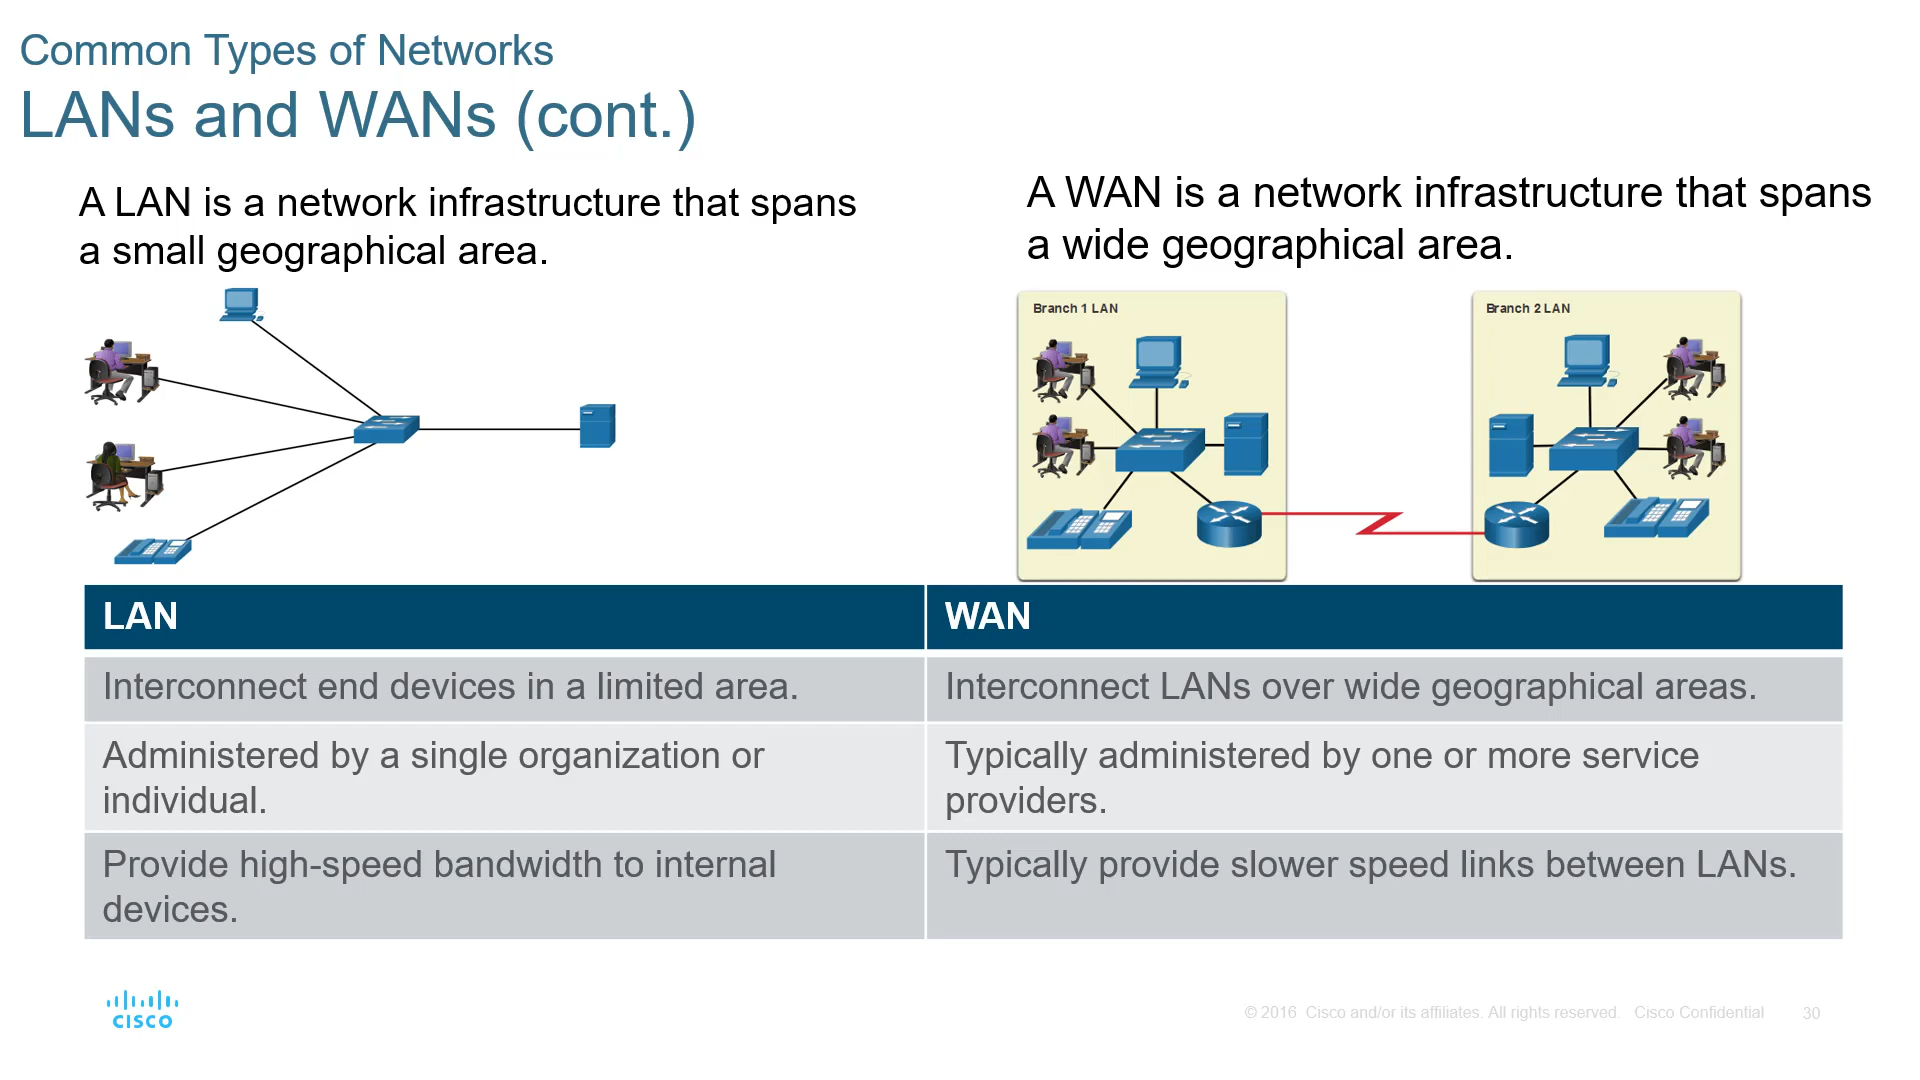 Common Types of Networks
LANs and WANs (cont.)
A LAN is a network infrastructure that spans
a small geographical area.
A WAN is a network infrastructure that spans
a wide geographical area.
Branch 1 LAN
Branch 2 LAN
LAN
WAN
Interconnect end devices in a limited area.
Interconnect LANs over wide geographical areas.
Administered by a single organization or
individual.
Typically administered by one or more service
providers.
Provide high-speed bandwidth to internal
devices.
Typically provide slower speed links between LANs.
CISCO
© 2016 Cisco and/or its affiliates. All rights reserved. Cisco Confidential
30